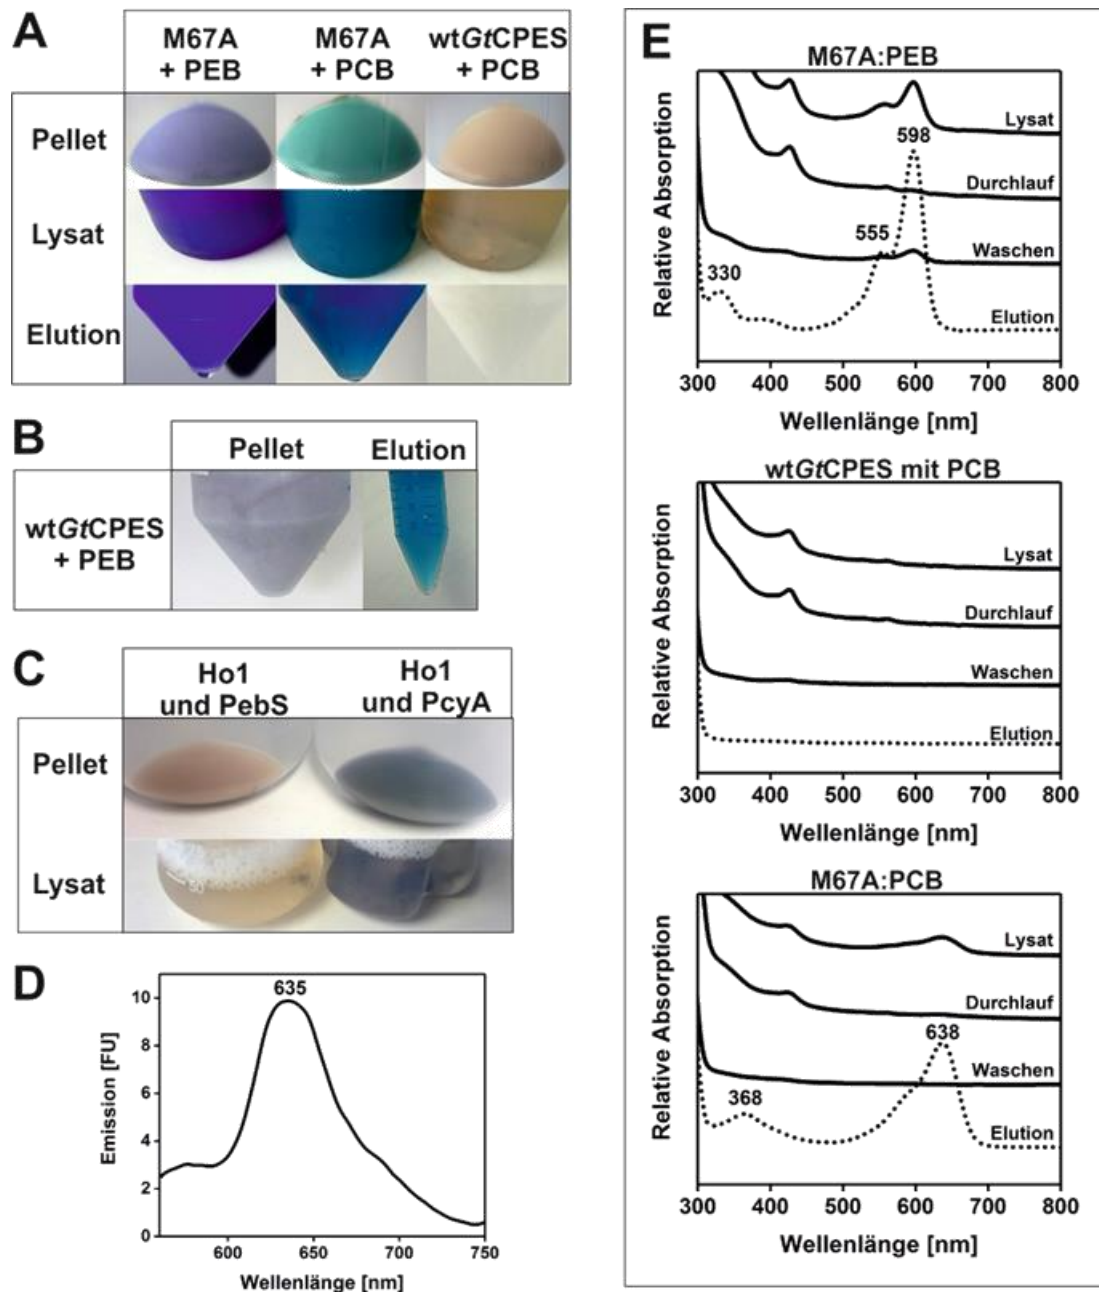 A
M67A
+ PEB
M67A
+ PCB
wtGtCPES
+ PCB
Pellet
Lysat
Elution
B
Pellet
Elution
wtGtCPES
+ PEB
C
Ho1
und PebS
Ho1
und PcyA
Pellet
Lysat
D
635
10
8
6
4
2
0
Emission [FU]
600
650
700
750
Wellenlänge [nm]
E
M67A:PEB
Relative Absorption
Lysat
598
Durchlauf
555
Waschen
330
Elution
300
400
500
600
700
800
Wellenlänge [nm]
wtGtCPES mit PCB
Relative Absorption
Lysat
Durchlauf
Waschen
Elution
300
400
500
600
700
800
Wellenlänge [nm]
M67A:PCB
Relative Absorption
Lysat
Durchlauf
638
Waschen
368
Elution
300
400
500
600
700
800
Wellenlänge [nm]